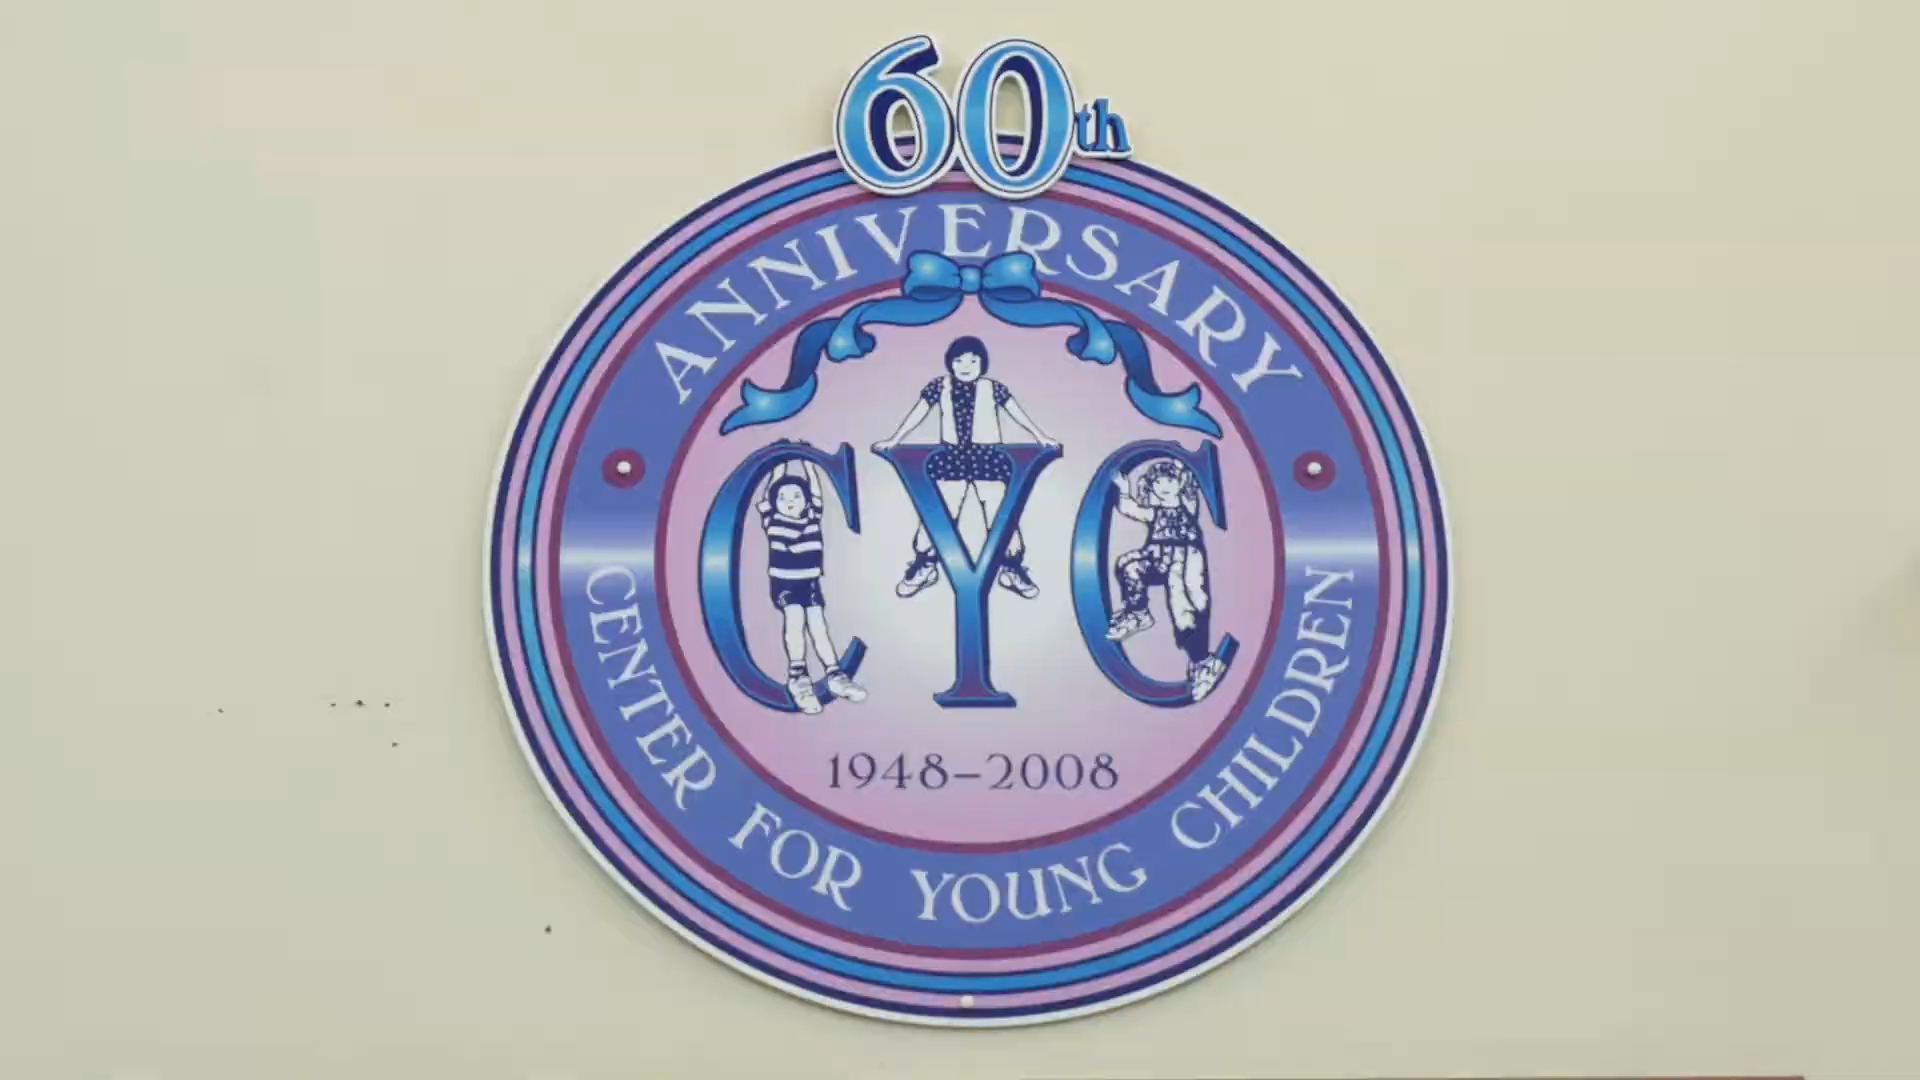 60th
ANNIVERSARY
CYC
1948-2008
CENTER FOR YOUNG CHILDREN